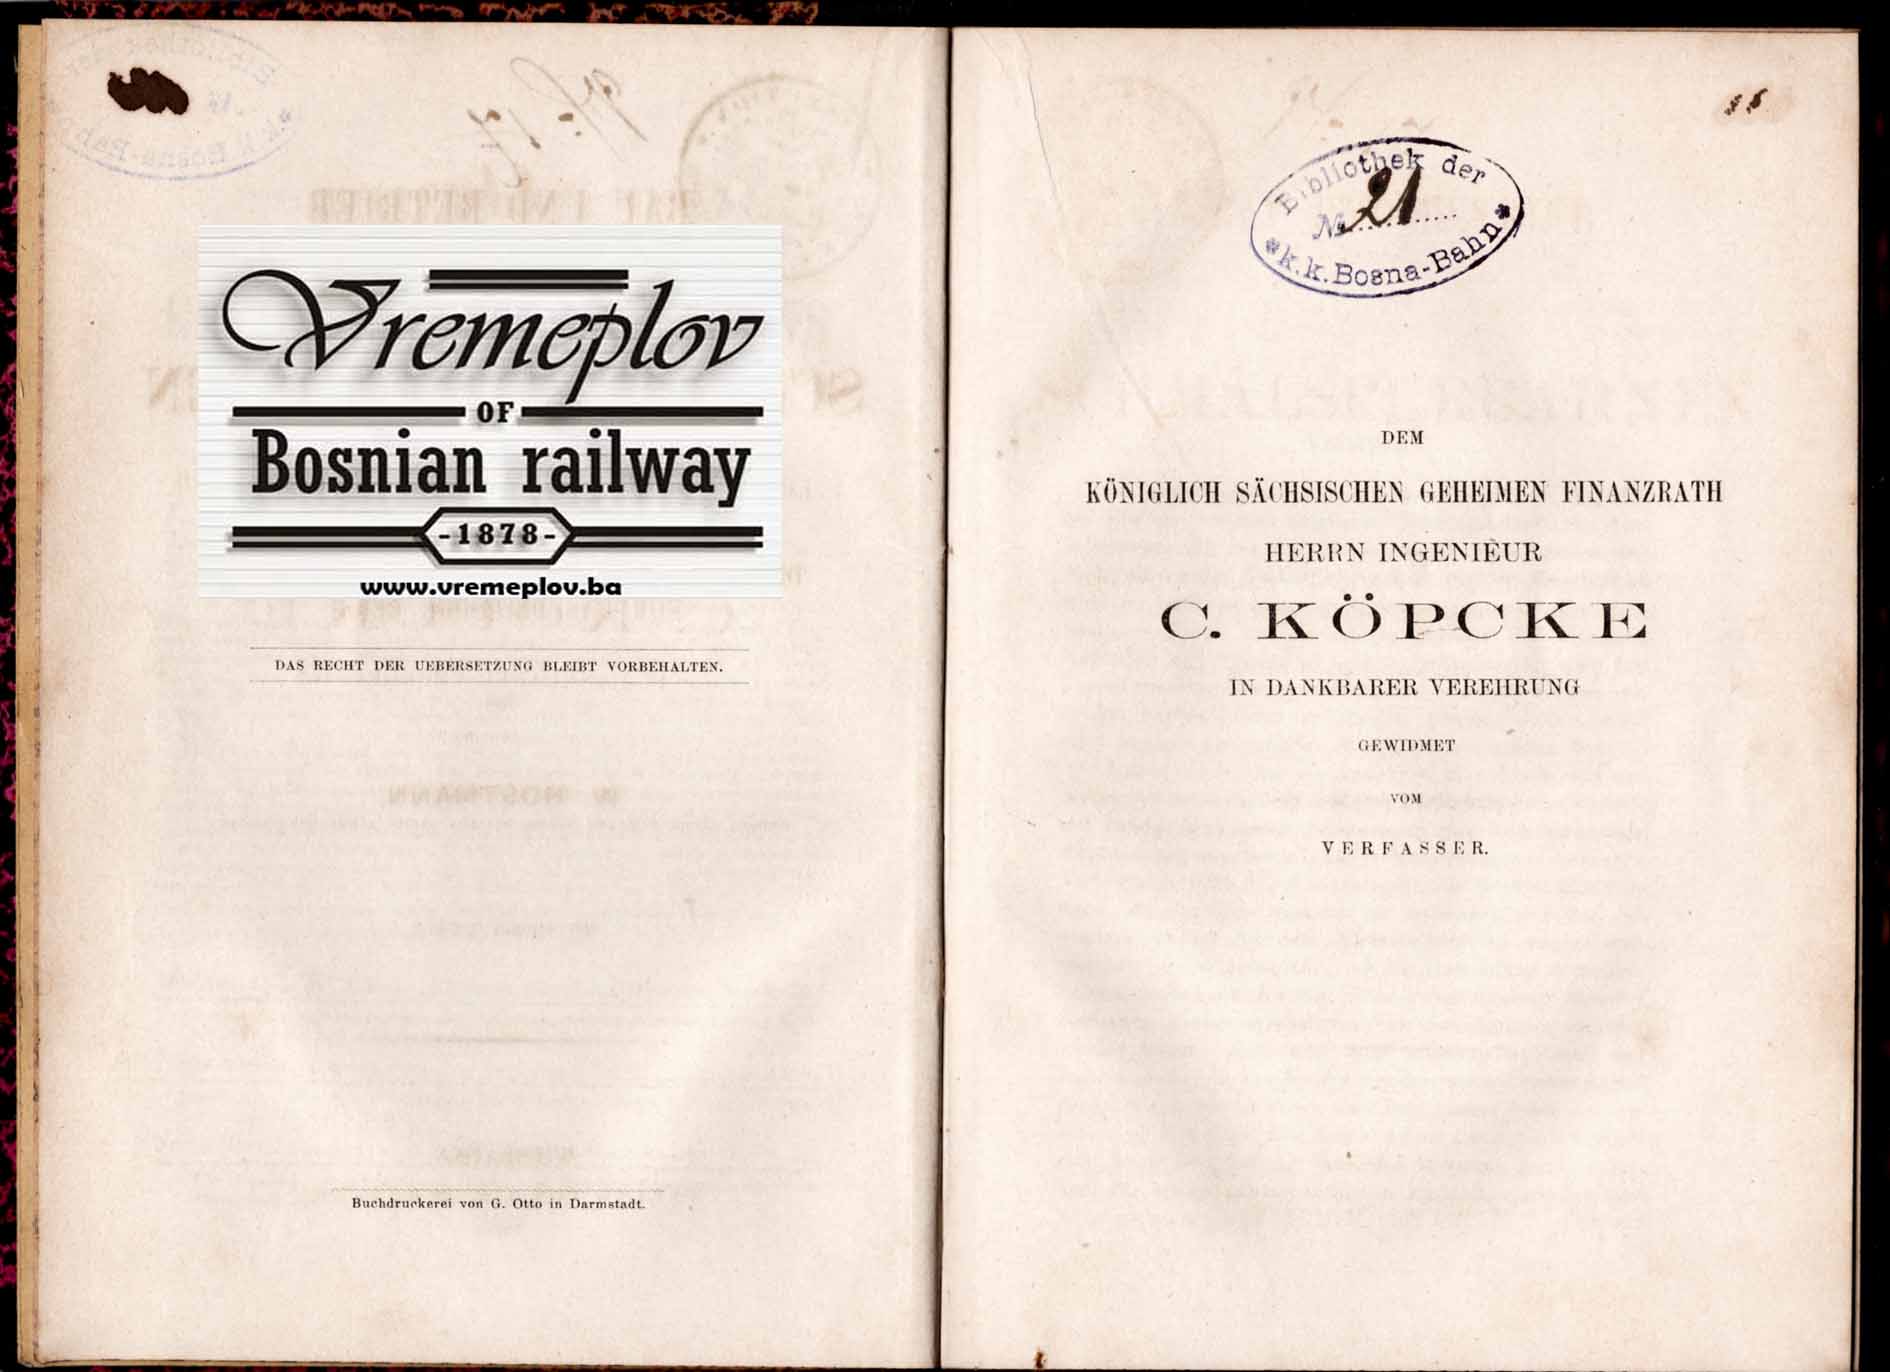 Vremeplov
OF
Bosnian railway
-1878-
www.vremeplov.ba
DAS RECHT DER UEBERSETZUNG BLEIBT VORBEHALTEN.
Buchdruckerei von G. Otto in Darmstadt.
Bibliothek der
№ 21
*k.k. Bosna-Bahn*
DEM
KÖNIGLICH SÄCHSISCHEN GEHEIMEN FINANZRATH
HERRN INGENIEUR
C. KÖPCKE
IN DANKBARER VEREHRUNG
GEWIDMET
VOM
VERFASSER.